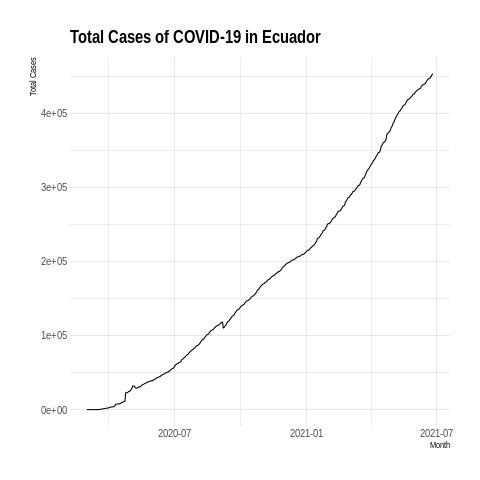 Total Cases of COVID-19 in Ecuador
Total Cases
4e+05
3e+05
2e+05
1e+05
0e+00
2020-07 2021-01 2021-07
Month